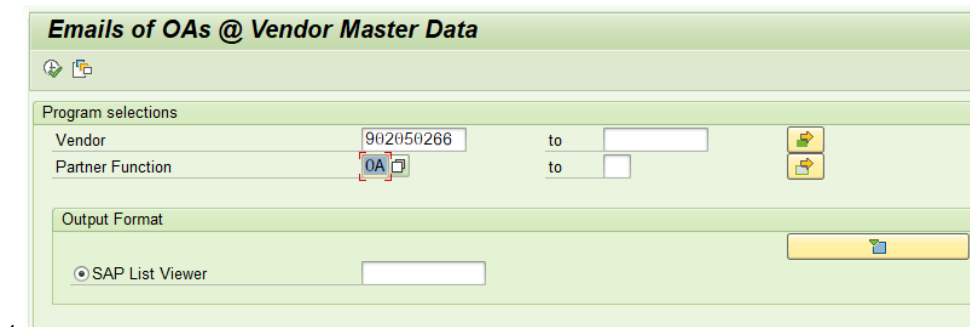 Emails of OAs @ Vendor Master Data
Program selections
Vendor 902050266 to
Partner Function OA to
Output Format
SAP List Viewer